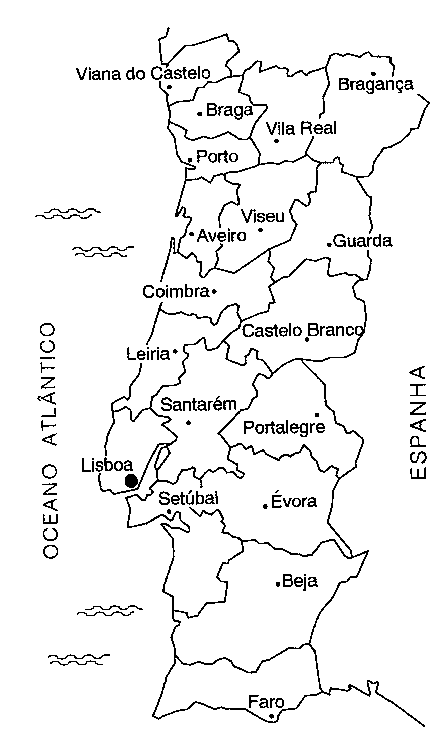 Viana do Castelo
Bragança
Braga
Vila Real
Porto
Viseu
Aveiro
Guarda
Coimbra
Castelo Branco
Leiria
Santarém
Portalegre
Lisboa
Setúbal
Évora
Beja
Faro
OCEANO ATLÂNTICO
ESPANHA